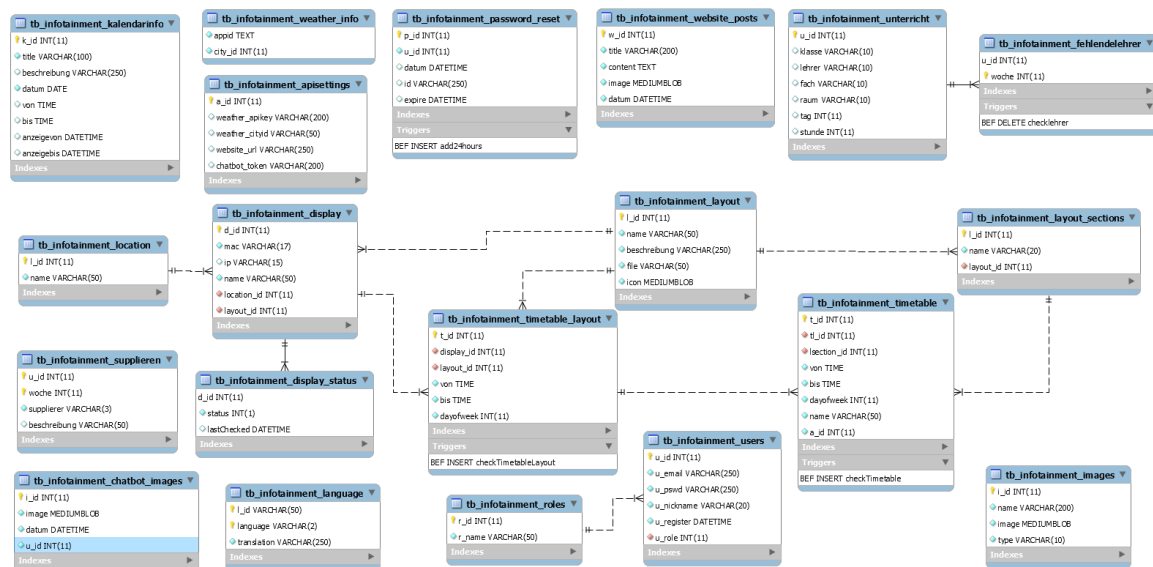 tb_infotainment_kalendarinfo
k_id INT(11)
title VARCHAR(100)
beschreibung VARCHAR(250)
datum DATE
von TIME
bis TIME
anzeigevon DATETIME
anzeigebis DATETIME
Indexes
tb_infotainment_weather_info
appid TEXT
city_id INT(11)
tb_infotainment_apisettings
a_id INT(11)
weather_apikey VARCHAR(200)
weather_cityid VARCHAR(50)
website_url VARCHAR(250)
chatbot_token VARCHAR(200)
Indexes
tb_infotainment_password_reset
p_id INT(11)
u_id INT(11)
datum DATETIME
id VARCHAR(250)
expire DATETIME
Indexes
Triggers
BEF INSERT add24hours
tb_infotainment_website_posts
w_id INT(11)
title VARCHAR(200)
content TEXT
image MEDIUMBLOB
datum DATETIME
Indexes
tb_infotainment_unterricht
u_id INT(11)
klasse VARCHAR(10)
lehrer VARCHAR(10)
fach VARCHAR(10)
raum VARCHAR(10)
tag INT(11)
stunde INT(11)
Indexes
tb_infotainment_fehlendelehrer
u_id INT(11)
woche INT(11)
Indexes
Triggers
BEF DELETE checklehrer
tb_infotainment_location
l_id INT(11)
name VARCHAR(50)
Indexes
tb_infotainment_display
d_id INT(11)
mac VARCHAR(17)
ip VARCHAR(15)
name VARCHAR(50)
location_id INT(11)
layout_id INT(11)
Indexes
tb_infotainment_layout
l_id INT(11)
name VARCHAR(50)
beschreibung VARCHAR(250)
file VARCHAR(50)
icon MEDIUMBLOB
Indexes
tb_infotainment_layout_sections
l_id INT(11)
name VARCHAR(20)
layout_id INT(11)
Indexes
tb_infotainment_timetable_layout
t_id INT(11)
display_id INT(11)
layout_id INT(11)
von TIME
bis TIME
dayofweek INT(11)
Indexes
Triggers
BEF INSERT checkTimetableLayout
tb_infotainment_timetable
t_id INT(11)
tl_id INT(11)
lsection_id INT(11)
von TIME
bis TIME
dayofweek INT(11)
name VARCHAR(50)
a_id INT(11)
Indexes
Triggers
BEF INSERT checkTimetable
tb_infotainment_supplieren
u_id INT(11)
woche INT(11)
supplierer VARCHAR(3)
beschreibung VARCHAR(50)
Indexes
tb_infotainment_display_status
d_id INT(11)
status INT(1)
lastChecked DATETIME
Indexes
tb_infotainment_chatbot_images
i_id INT(11)
image MEDIUMBLOB
datum DATETIME
u_id INT(11)
Indexes
tb_infotainment_language
l_id VARCHAR(50)
language VARCHAR(2)
translation VARCHAR(250)
Indexes
tb_infotainment_roles
r_id INT(11)
r_name VARCHAR(50)
Indexes
tb_infotainment_users
u_id INT(11)
u_email VARCHAR(250)
u_pswd VARCHAR(250)
u_nickname VARCHAR(20)
u_register DATETIME
u_role INT(11)
Indexes
tb_infotainment_images
i_id INT(11)
name VARCHAR(200)
image MEDIUMBLOB
type VARCHAR(10)
Indexes